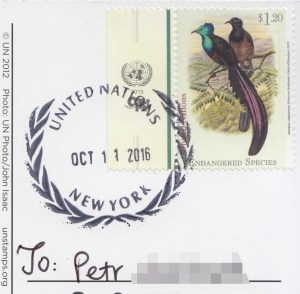 $1.20
UNITED NATIONS
OCT 11 2016
NEW YORK
ENDANGERED SPECIES
© UN 2012 Photo: UN Photo/John Isaac unstamps.org
To: Petr